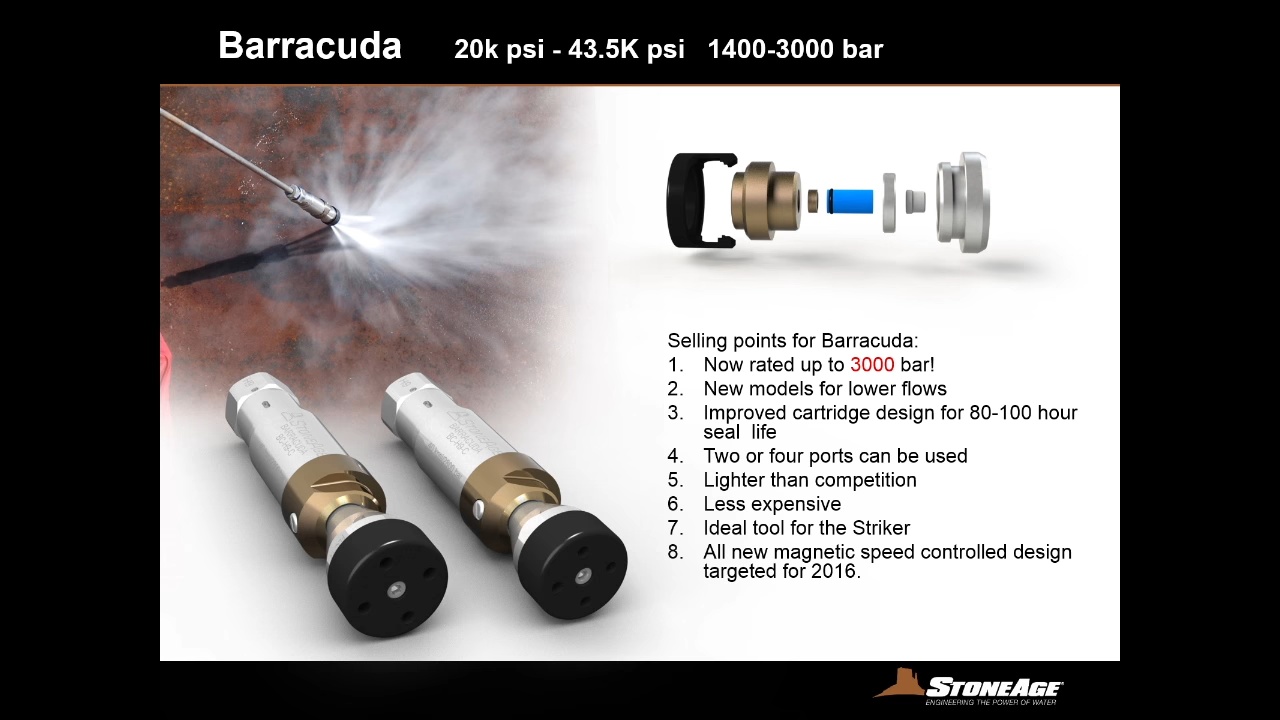 Barracuda 20k psi - 43.5K psi 1400-3000 bar
Selling points for Barracuda:
1. Now rated up to 3000 bar!
2. New models for lower flows
3. Improved cartridge design for 80-100 hour
seal life
4. Two or four ports can be used
5. Lighter than competition
6. Less expensive
7. Ideal tool for the Striker
8. All new magnetic speed controlled design
targeted for 2016.
STONEAGE
STONEAGE
ENGINEERING THE POWER OF WATER